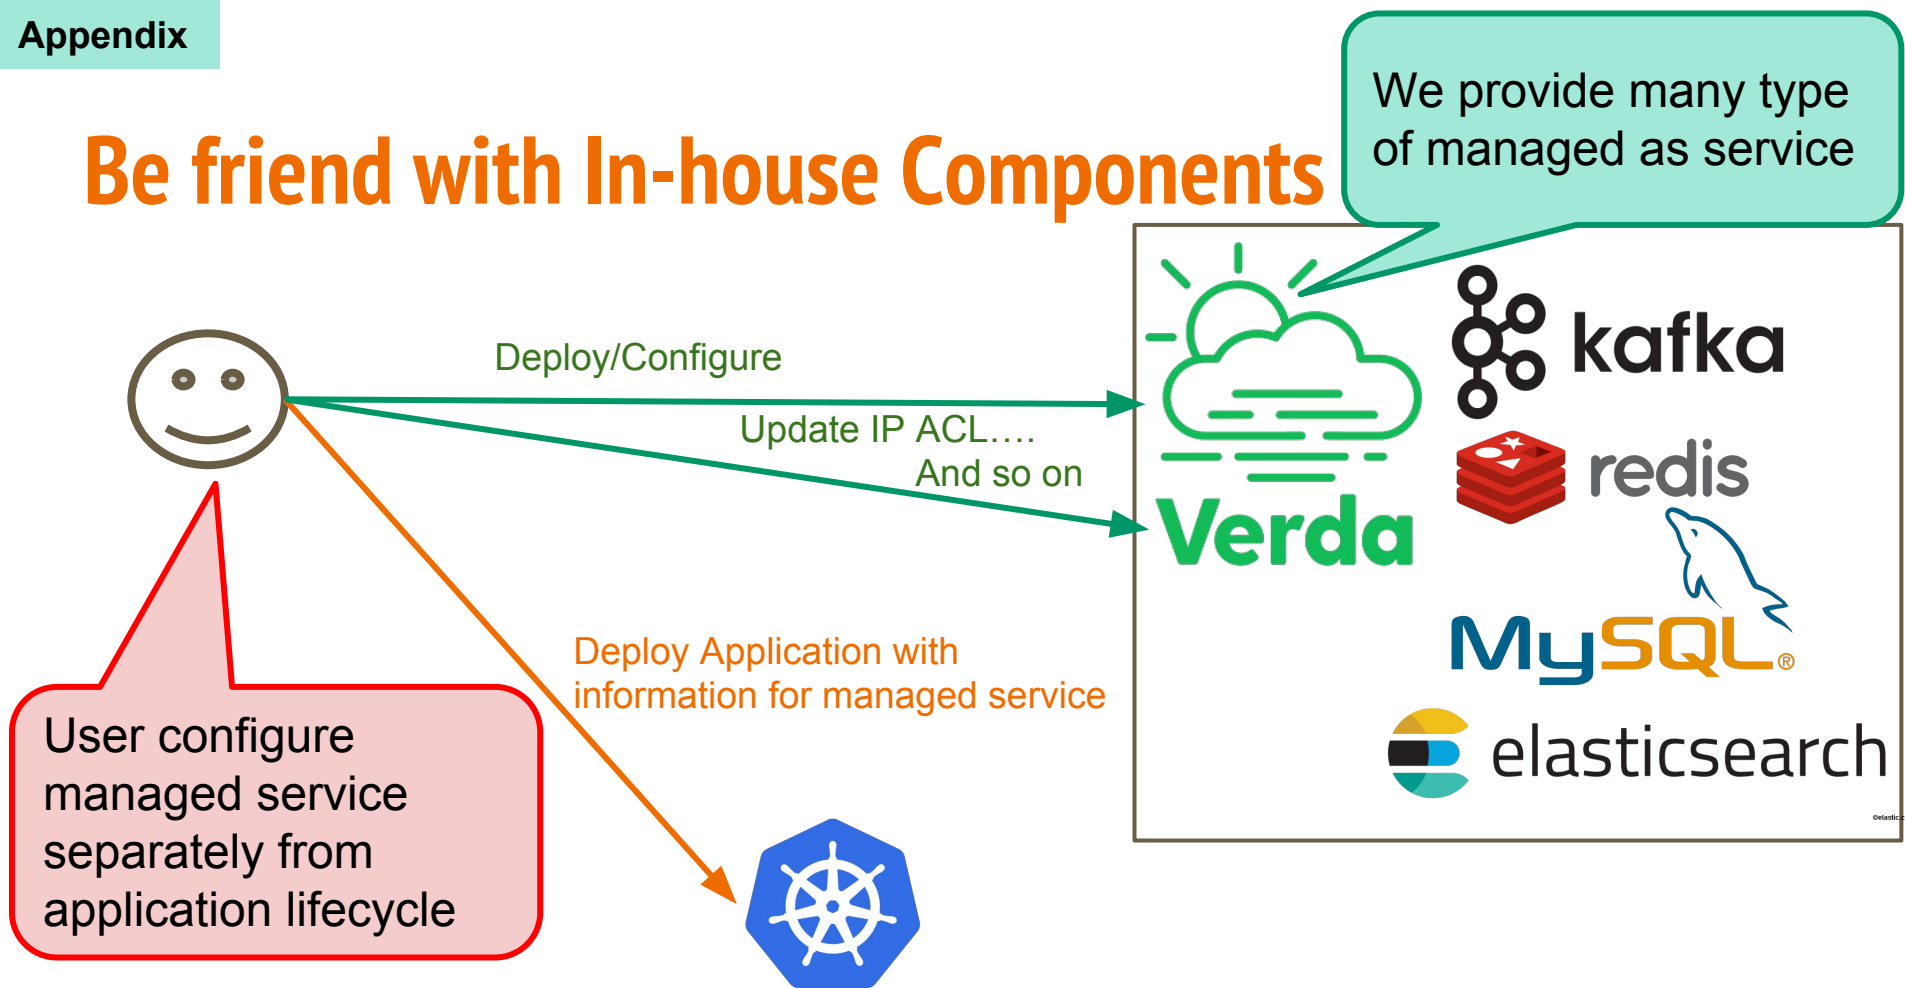 Appendix
We provide many type
of managed as service
Be friend with In-house Components
Deploy/Configure
Update IP ACL....
And so on
Verda
kafka
redis
MySQL®
elasticsearch
©elastic.c
Deploy Application with
information for managed service
User configure
managed service
separately from
application lifecycle